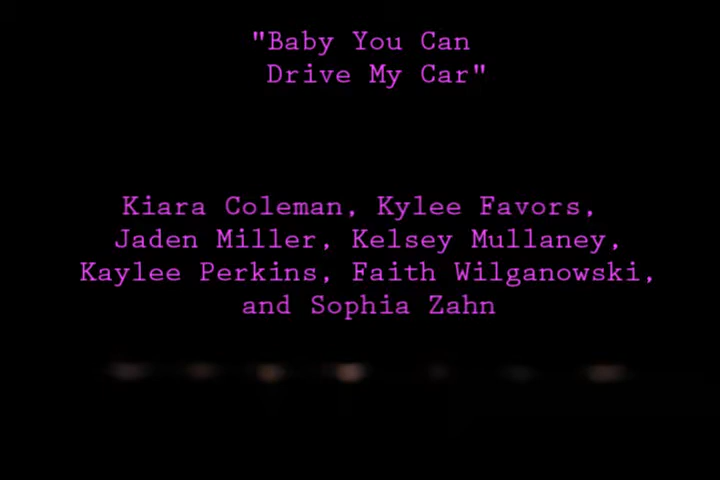 "Baby You Can
Drive My Car"
Kiara Coleman, Kylee Favors,
Jaden Miller, Kelsey Mullaney,
Kaylee Perkins, Faith Wilganowski,
and Sophia Zahn